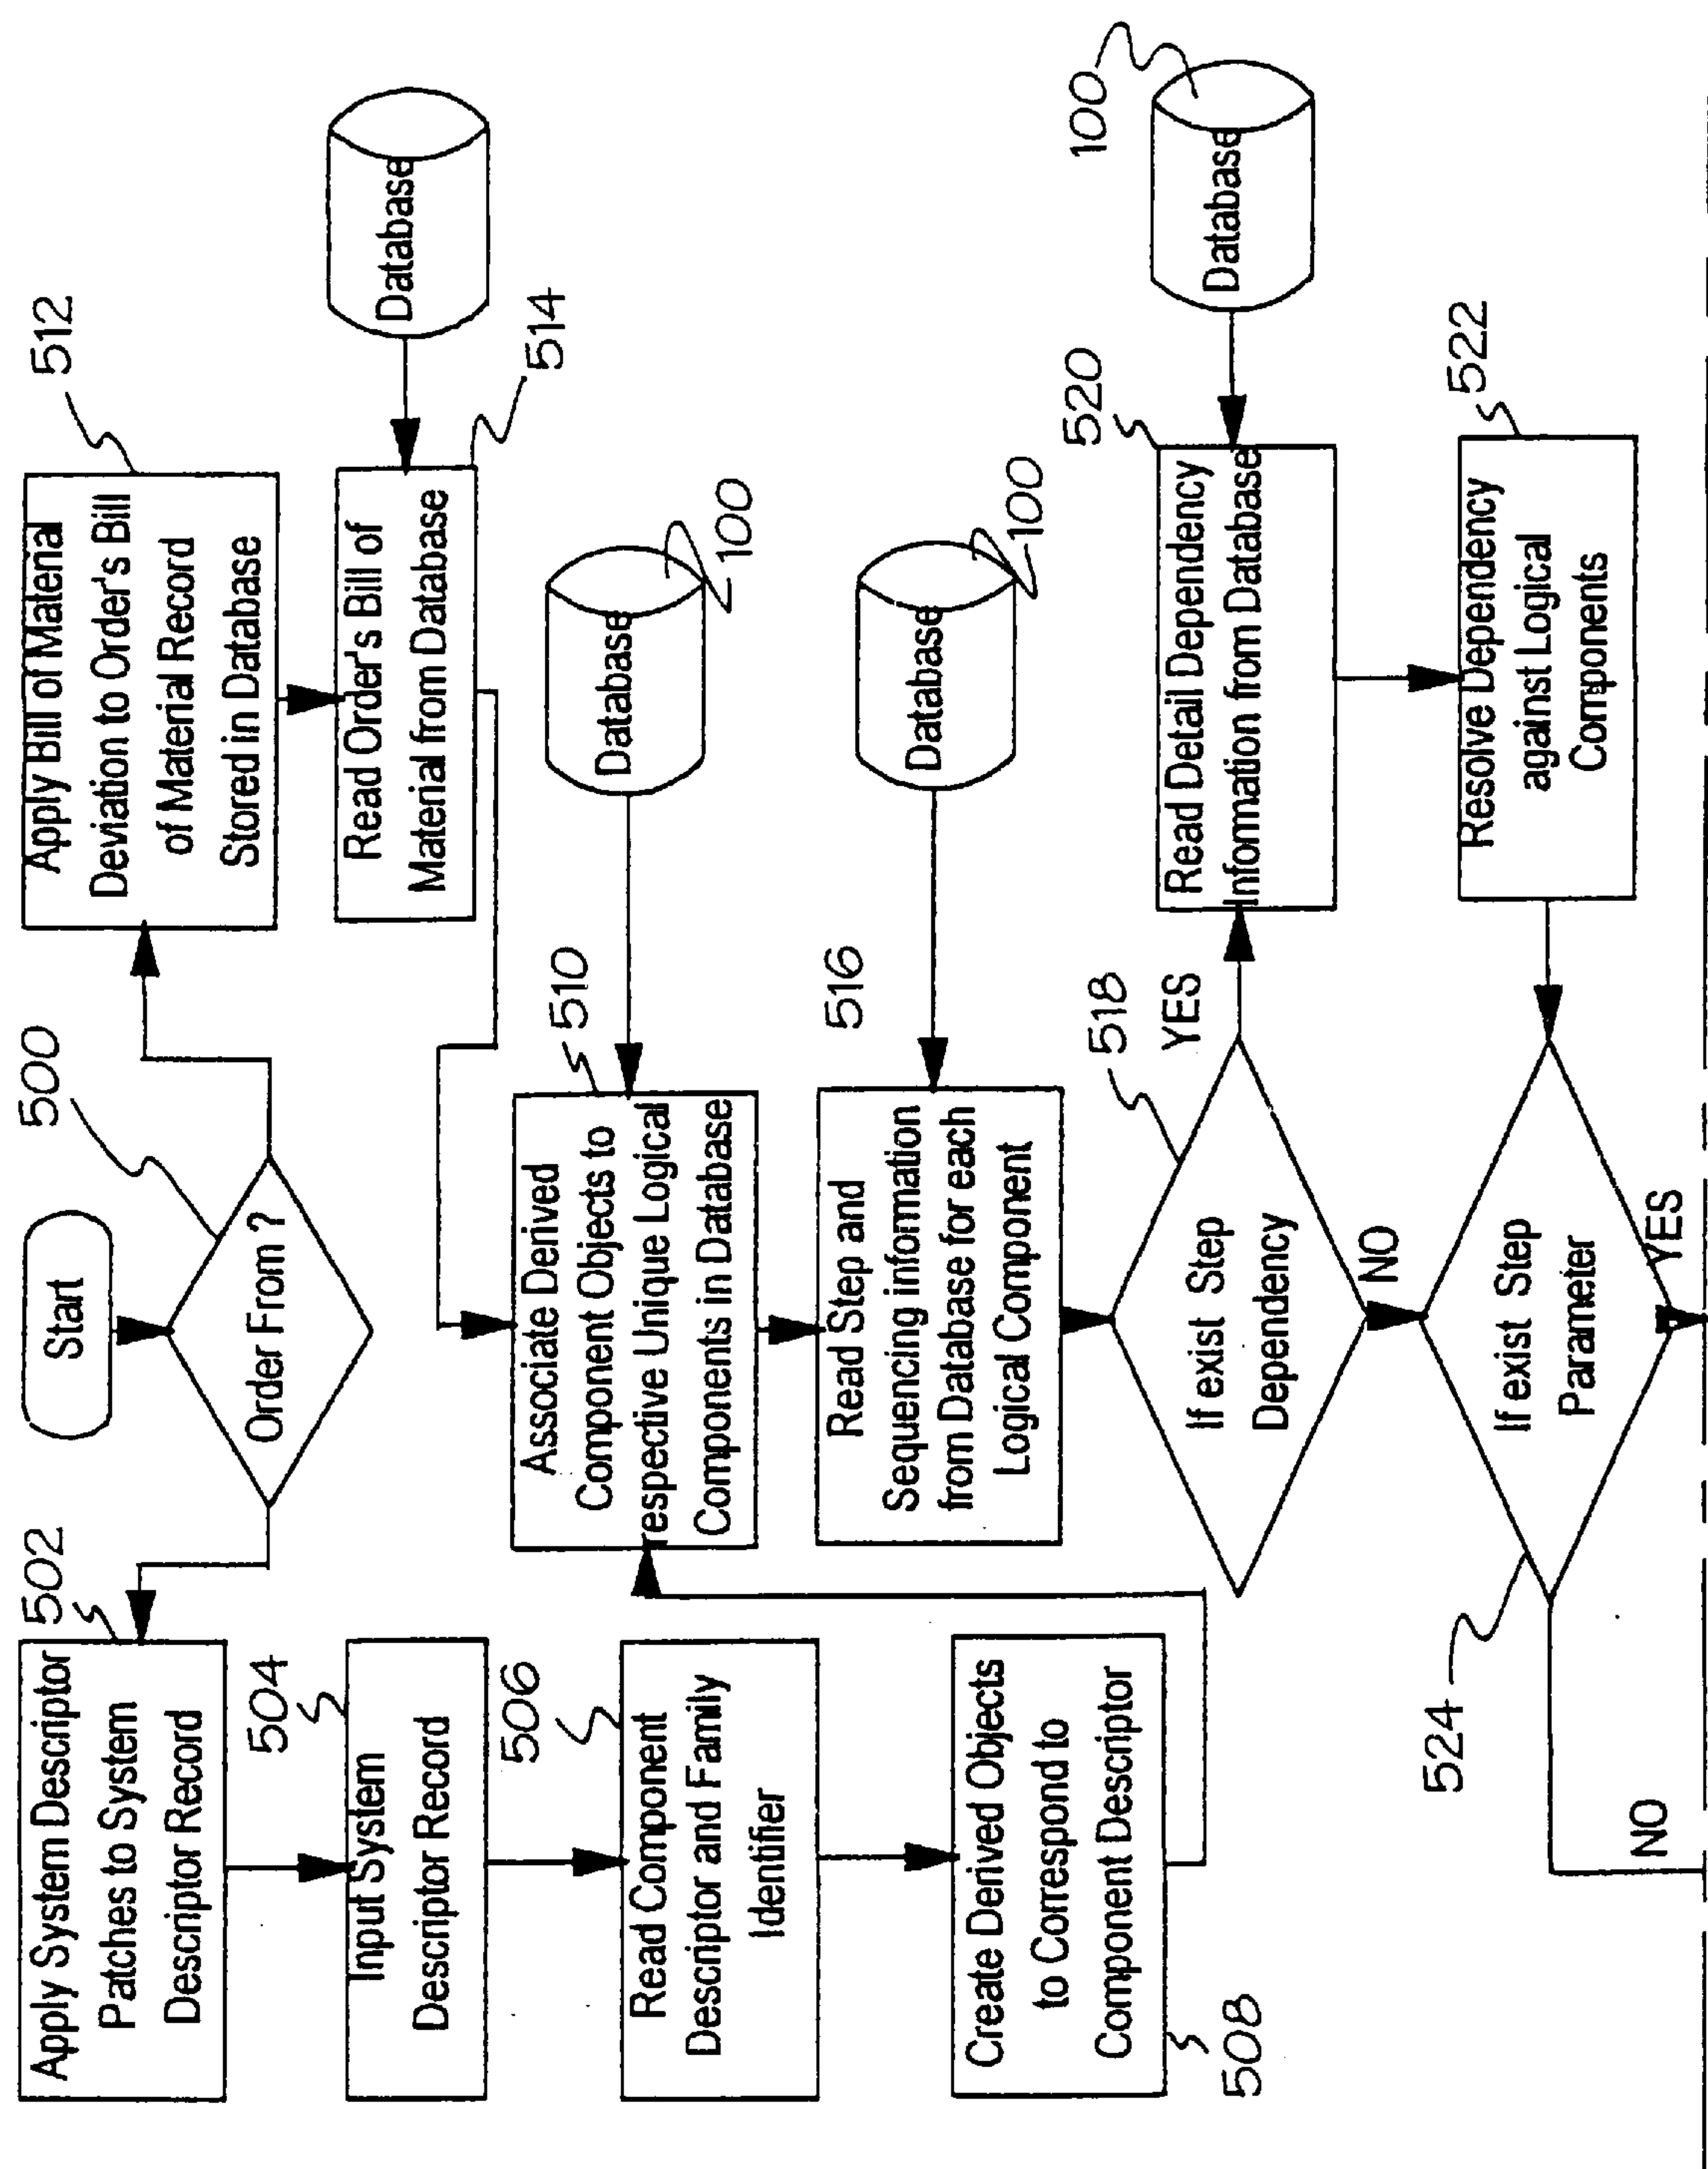 Start
500
Order From ?
502
Apply System Descriptor
Patches to System
Descriptor Record
504
Input System
Descriptor Record
506
Read Component
Descriptor and Family
Identifier
Create Derived Objects
to Correspond to
Component Descriptor
508
512
Apply Bill of Material
Deviation to Order's Bill
of Material Record
Stored in Database
Read Order's Bill of
Material from Database
514
Database
510
Associate Derived
Component Objects to
respective Unique Logical
Components in Database
Database
100
516
Read Step and
Sequencing information
from Database for each
Logical Component
Database
100
518
If exist Step
Dependency
YES
NO
520
Read Detail Dependency
Information from Database
Database
100
522
Resolve Dependency
against Logical
Components
524
If exist Step
Parameter
YES
NO